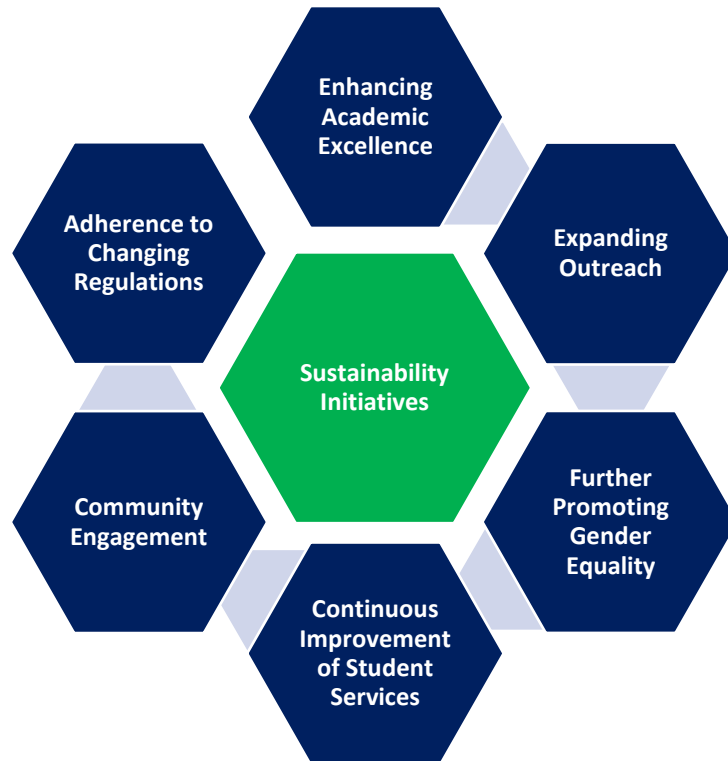 Enhancing
Academic
Excellence
Expanding
Outreach
Further
Promoting
Gender
Equality
Continuous
Improvement
of Student
Services
Community
Engagement
Adherence to
Changing
Regulations
Sustainability
Initiatives